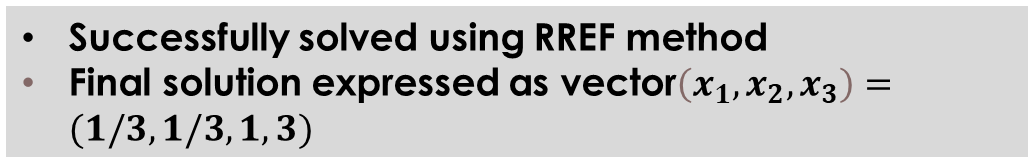 • Successfully solved using RREF method
• Final solution expressed as vector(x₁, x₂, x₃) =
(1/3, 1/3, 1, 3)